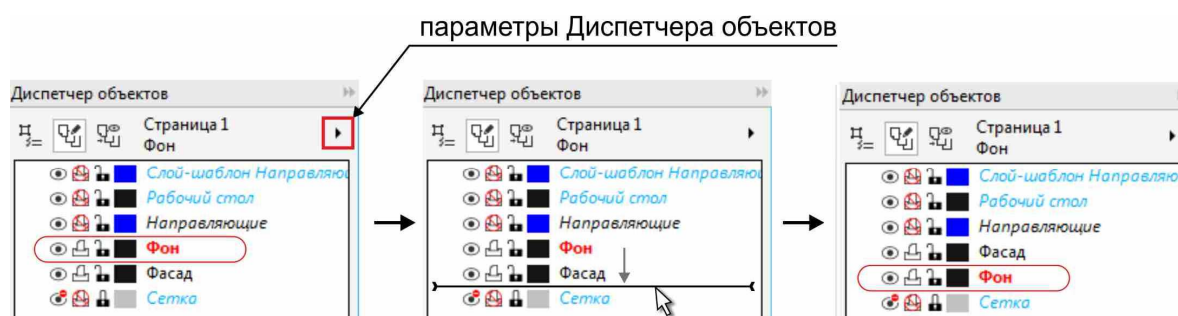 параметры Диспетчера объектов
Диспетчер объектов
Страница 1
Фон
Слой-шаблон Направляю
Рабочий стол
Направляющие
Фон
Фасад
Сетка
Диспетчер объектов
Страница 1
Фон
Слой-шаблон Направляю
Рабочий стол
Направляющие
Фон
Фасад
Сетка
Диспетчер объектов
Страница 1
Фон
Слой-шаблон Направляю
Рабочий стол
Направляющие
Фасад
Фон
Сетка